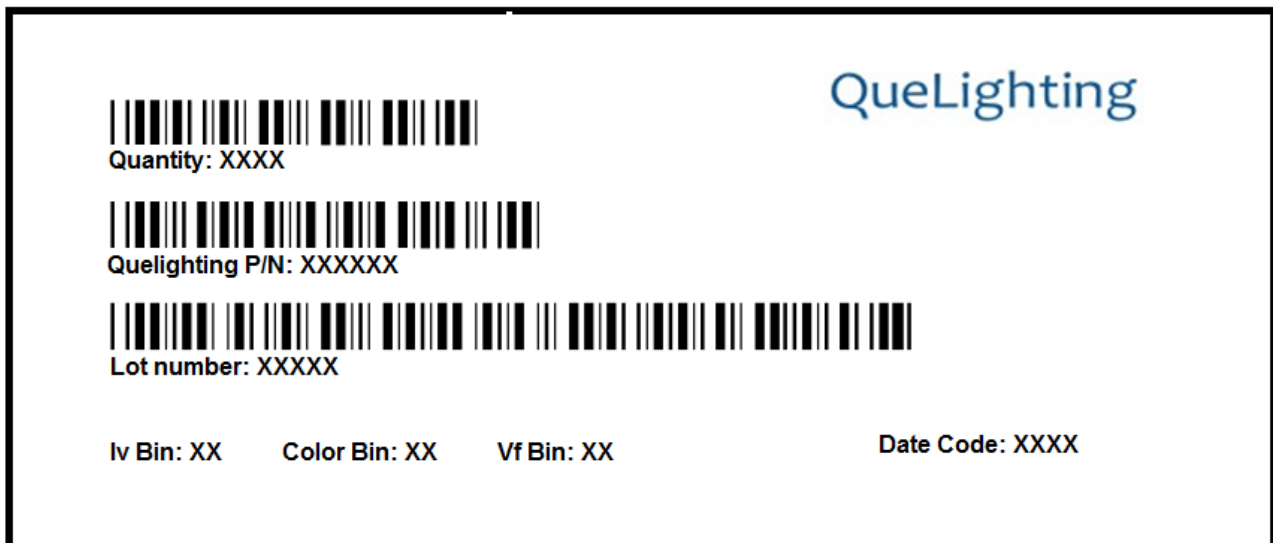 QueLighting
Quantity: XXXX
Quelighting P/N: XXXXXX
Lot number: XXXXX
Iv Bin: XX Color Bin: XX Vf Bin: XX Date Code: XXXX